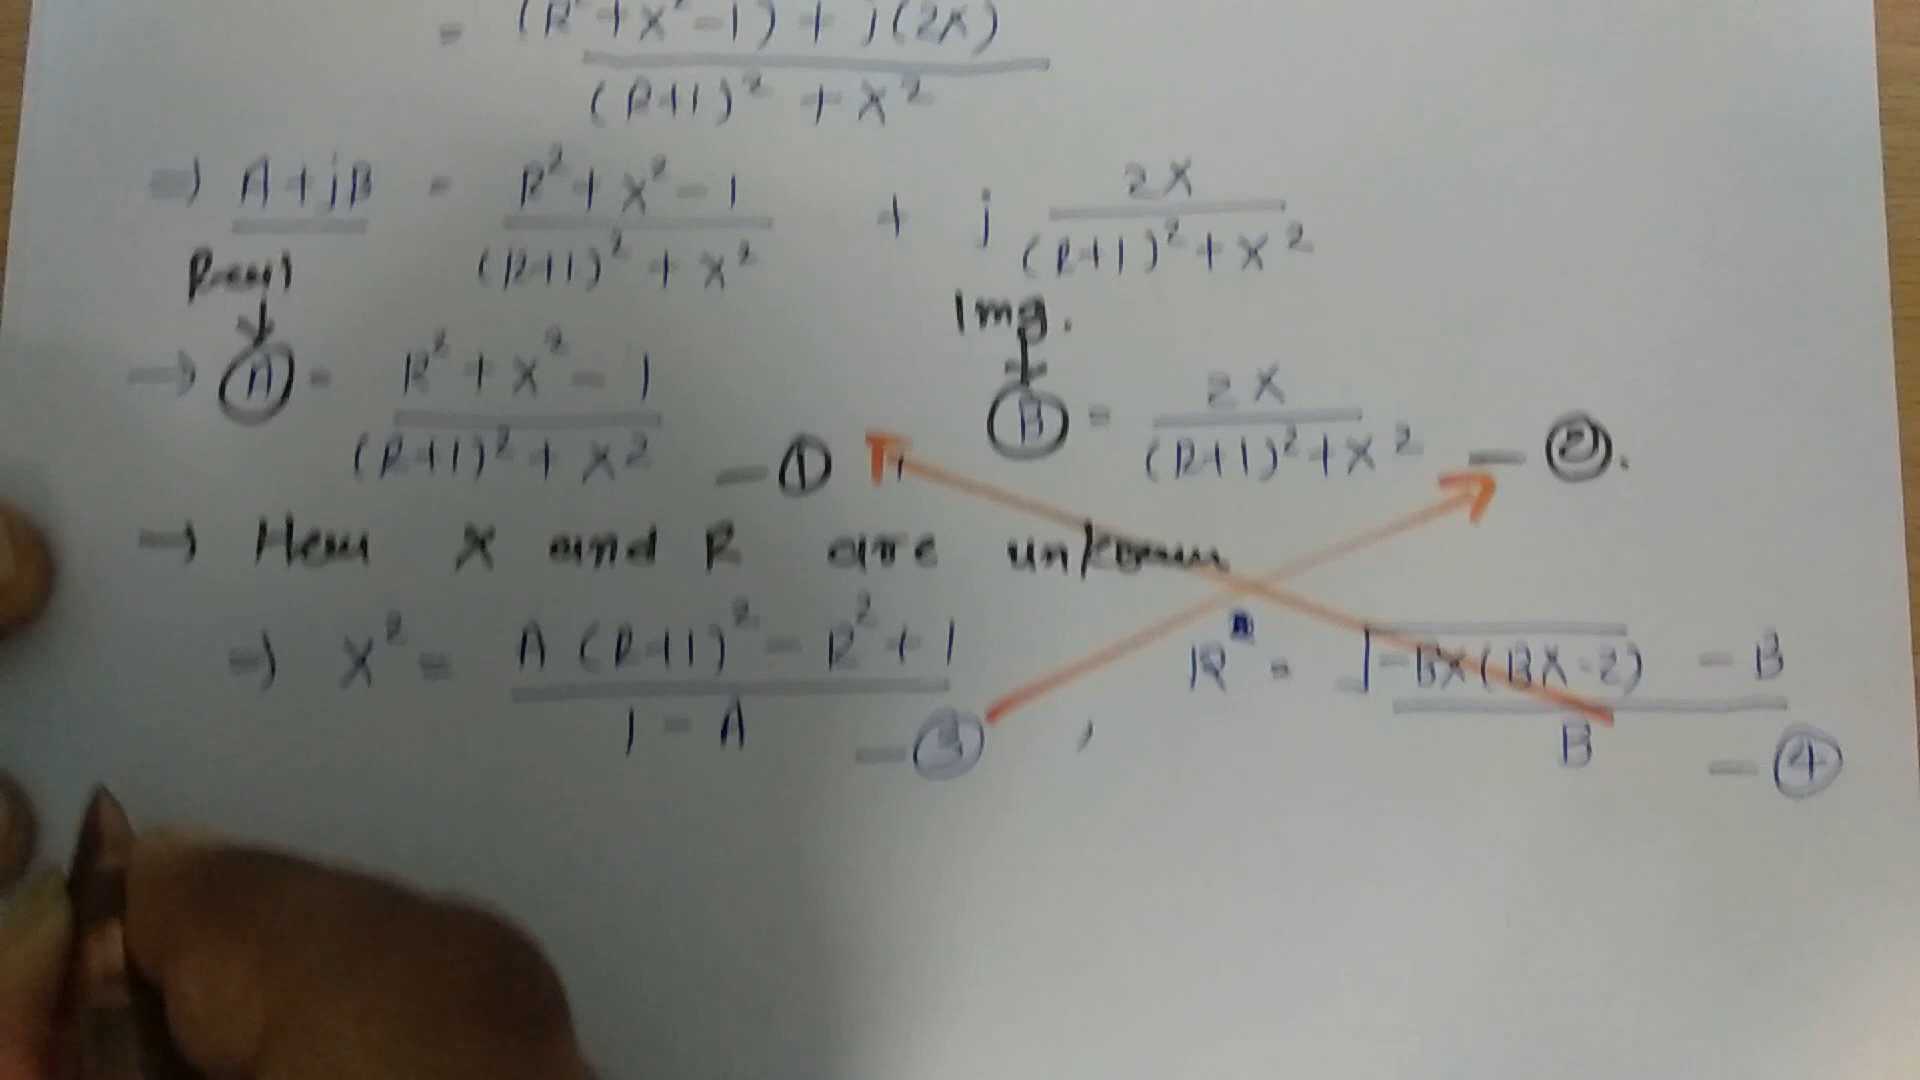 = (R² + X² - 1) + j(2X) / (R+1)² + X²
⇒ A + jB = R² + X² - 1 / (R+1)² + X² + j 2X / (R+1)² + X²
Real Img.
→ A = R² + X² - 1 / (R+1)² + X² — 1 B = 2X / (R+1)² + X² — 2.
→ Here X and R are
⇒ X² = A (R+1)² - R² + 1 / 1 - A — 3 , R = √-BX(BX-2) - B / B — 4